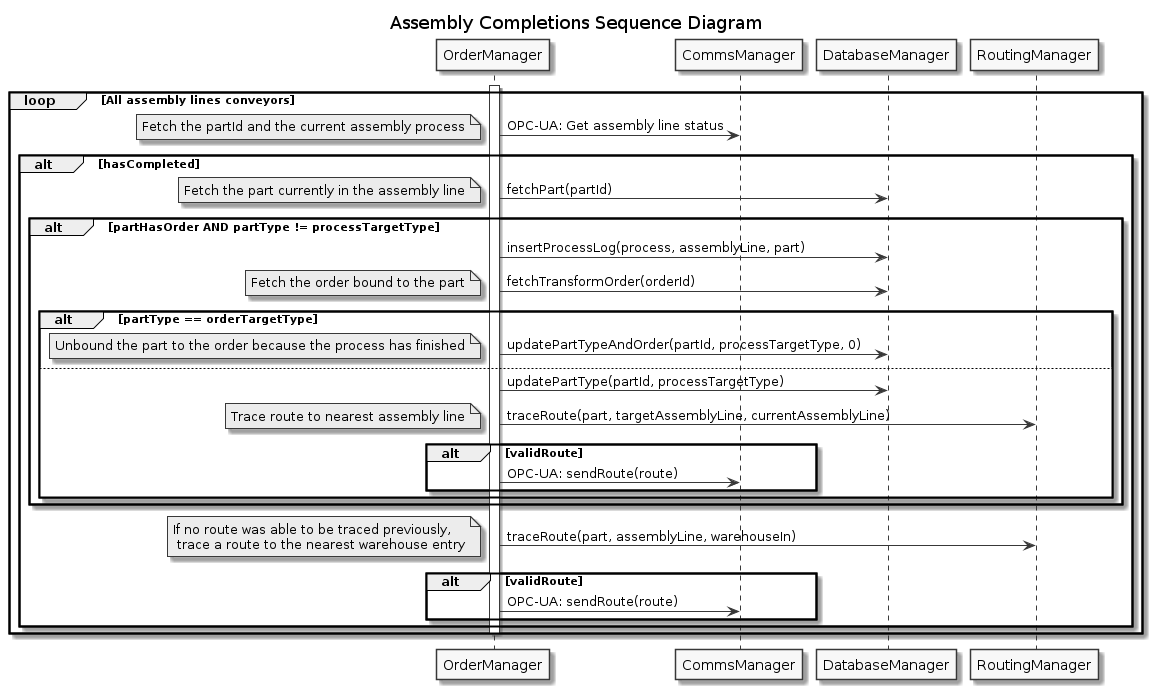 Assembly Completions Sequence Diagram
OrderManager
CommsManager
DatabaseManager
RoutingManager
loop
[All assembly lines conveyors]
Fetch the partId and the current assembly process
OPC-UA: Get assembly line status
alt
[hasCompleted]
Fetch the part currently in the assembly line
fetchPart(partId)
alt
[partHasOrder AND partType != processTargetType]
insertProcessLog(process, assemblyLine, part)
Fetch the order bound to the part
fetchTransformOrder(orderId)
alt
[partType == orderTargetType]
Unbound the part to the order because the process has finished
updatePartTypeAndOrder(partId, processTargetType, 0)
updatePartType(partId, processTargetType)
Trace route to nearest assembly line
traceRoute(part, targetAssemblyLine, currentAssemblyLine)
alt
[validRoute]
OPC-UA: sendRoute(route)
If no route was able to be traced previously,
trace a route to the nearest warehouse entry
traceRoute(part, assemblyLine, warehouseIn)
alt
[validRoute]
OPC-UA: sendRoute(route)
OrderManager
CommsManager
DatabaseManager
RoutingManager